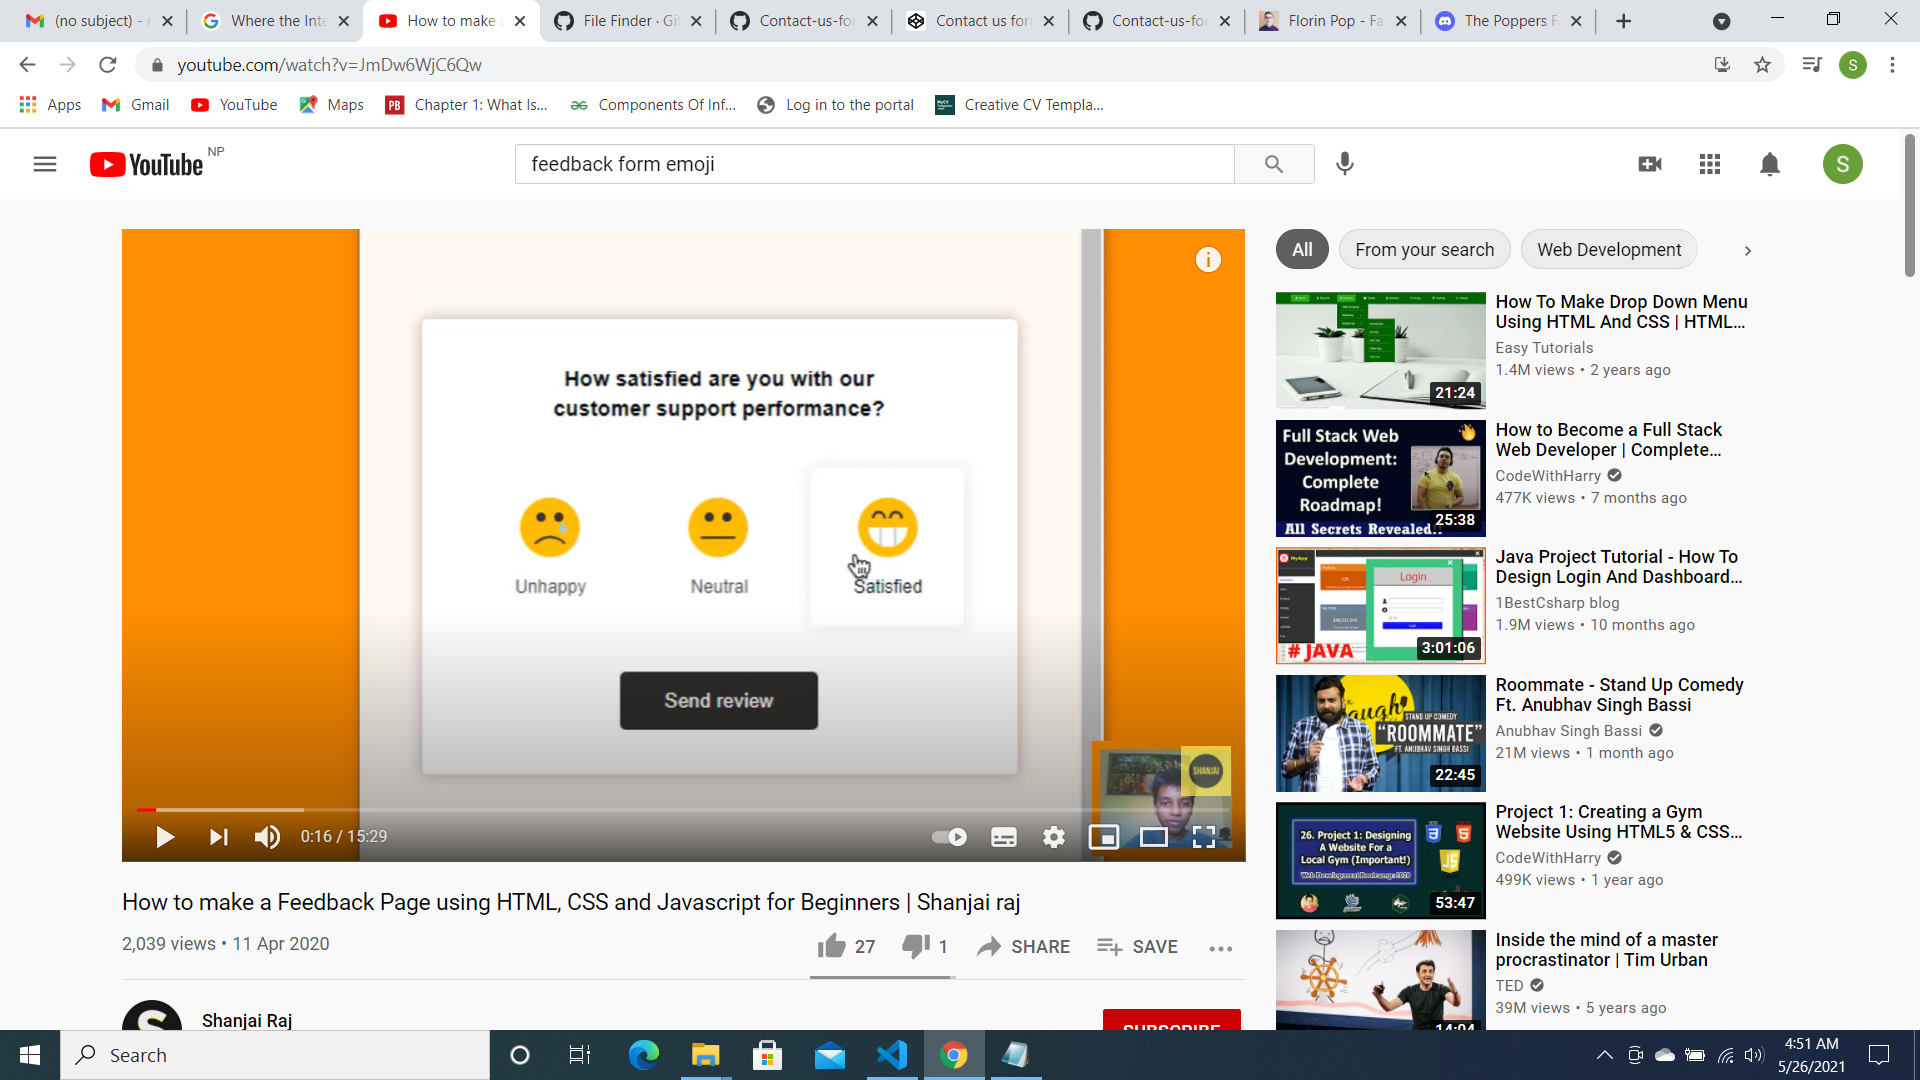 (no subject) -
Where the Inte
How to make
File Finder · Gi
Contact-us-for
Contact us for
Contact-us-for
Florin Pop - Fa
The Poppers F
youtube.com/watch?v=JmDw6WjC6Qw
S
Apps
Gmail
YouTube
Maps
PB
Chapter 1: What Is...
Components Of Inf...
Log in to the portal
Creative CV Templa...
YouTube NP
feedback form emoji
S
How satisfied are you with our
customer support performance?
Unhappy
Neutral
Satisfied
Send review
SHANJAI
0:16 / 15:29
How to make a Feedback Page using HTML, CSS and Javascript for Beginners | Shanjai raj
2,039 views • 11 Apr 2020
27
1
SHARE
SAVE
Shanjai Raj
SUBSCRIBE
All
From your search
Web Development
21:24
How To Make Drop Down Menu
Using HTML And CSS | HTML...
Easy Tutorials
1.4M views • 2 years ago
Full Stack Web
Development:
Complete
Roadmap!
All Secrets Revealed!!
25:38
How to Become a Full Stack
Web Developer | Complete...
CodeWithHarry
477K views • 7 months ago
MyApp
Login
# JAVA
3:01:06
Java Project Tutorial - How To
Design Login And Dashboard...
1BestCsharp blog
1.9M views • 10 months ago
STAND UP COMEDY
“ROOMMATE”
FT. ANUBHAV SINGH BASSI
22:45
Roommate - Stand Up Comedy
Ft. Anubhav Singh Bassi
Anubhav Singh Bassi
21M views • 1 month ago
26. Project 1: Designing
A Website For a
Local Gym (Important!)
Web Development Bootcamp 2020
53:47
Project 1: Creating a Gym
Website Using HTML5 & CSS...
CodeWithHarry
499K views • 1 year ago
14:04
Inside the mind of a master
procrastinator | Tim Urban
TED
39M views • 5 years ago
Search
4:51 AM
5/26/2021